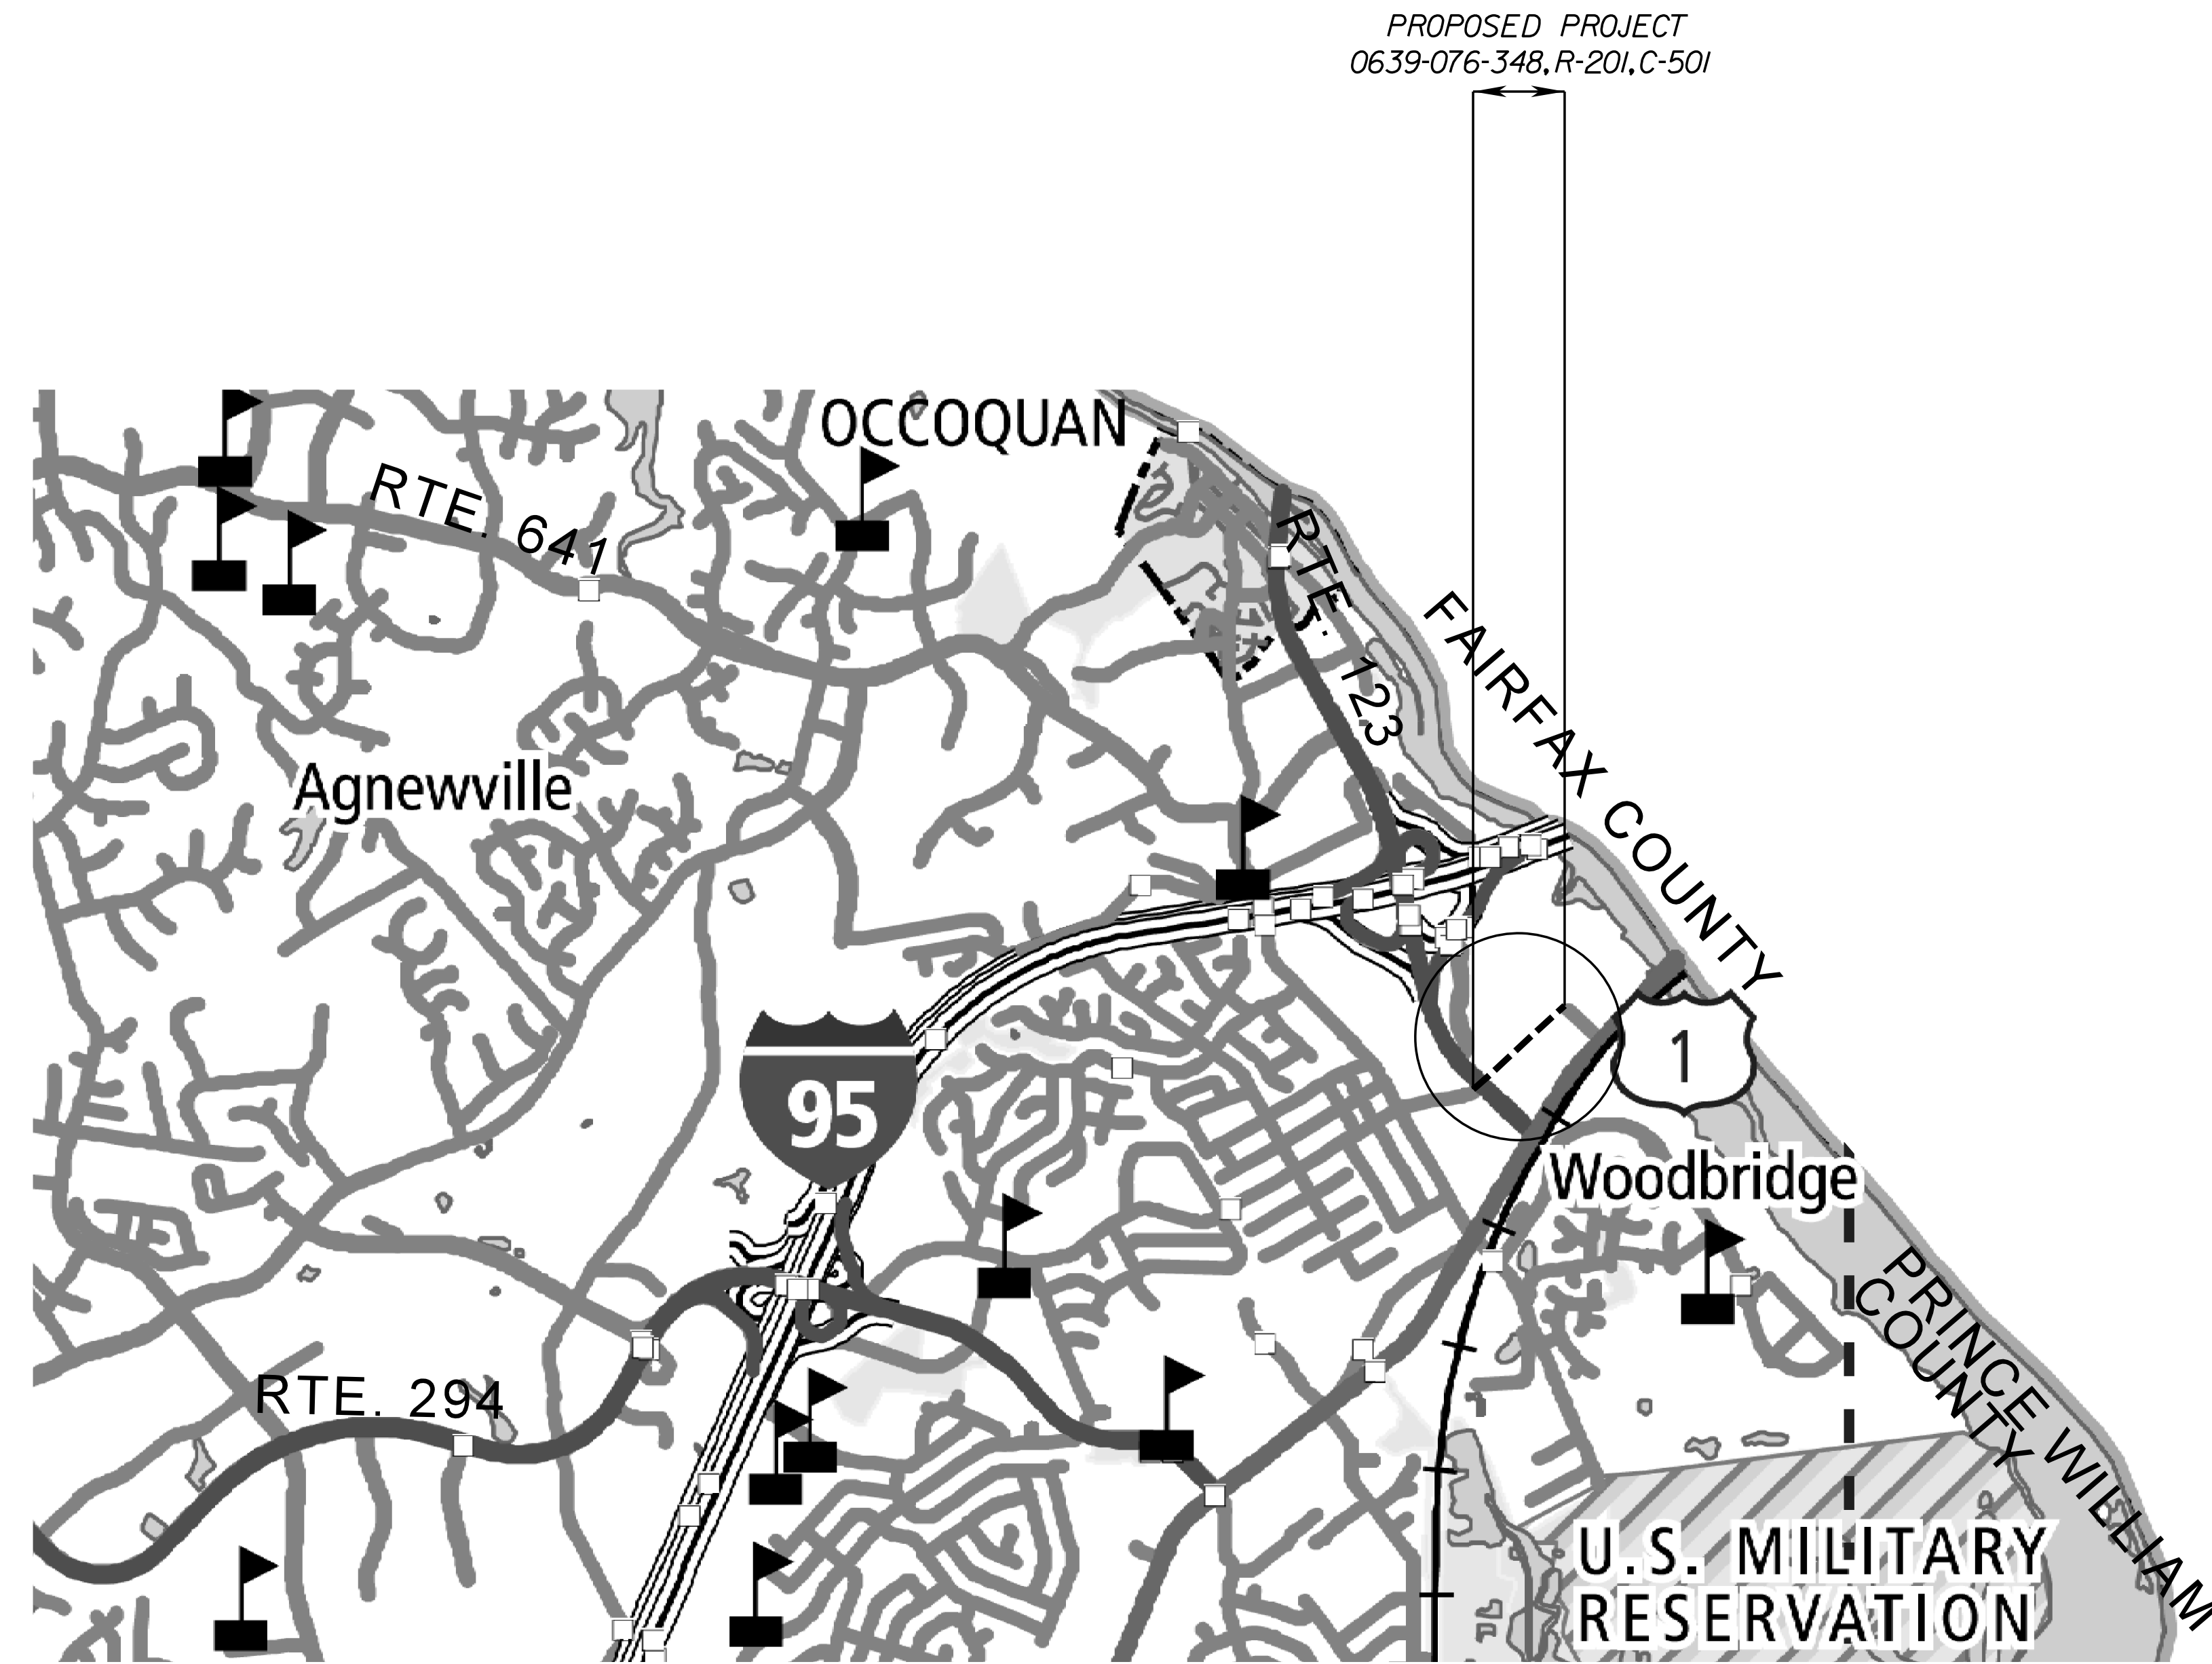 PROPOSED PROJECT
0639-076-348, R-201, C-501
OCCOQUAN
RTE. 641
RTE. 123
FAIRFAX COUNTY
Agnewville
95
1
Woodbridge
PRINCE WILLIAM
COUNTY
RTE. 294
U.S. MILITARY
RESERVATION